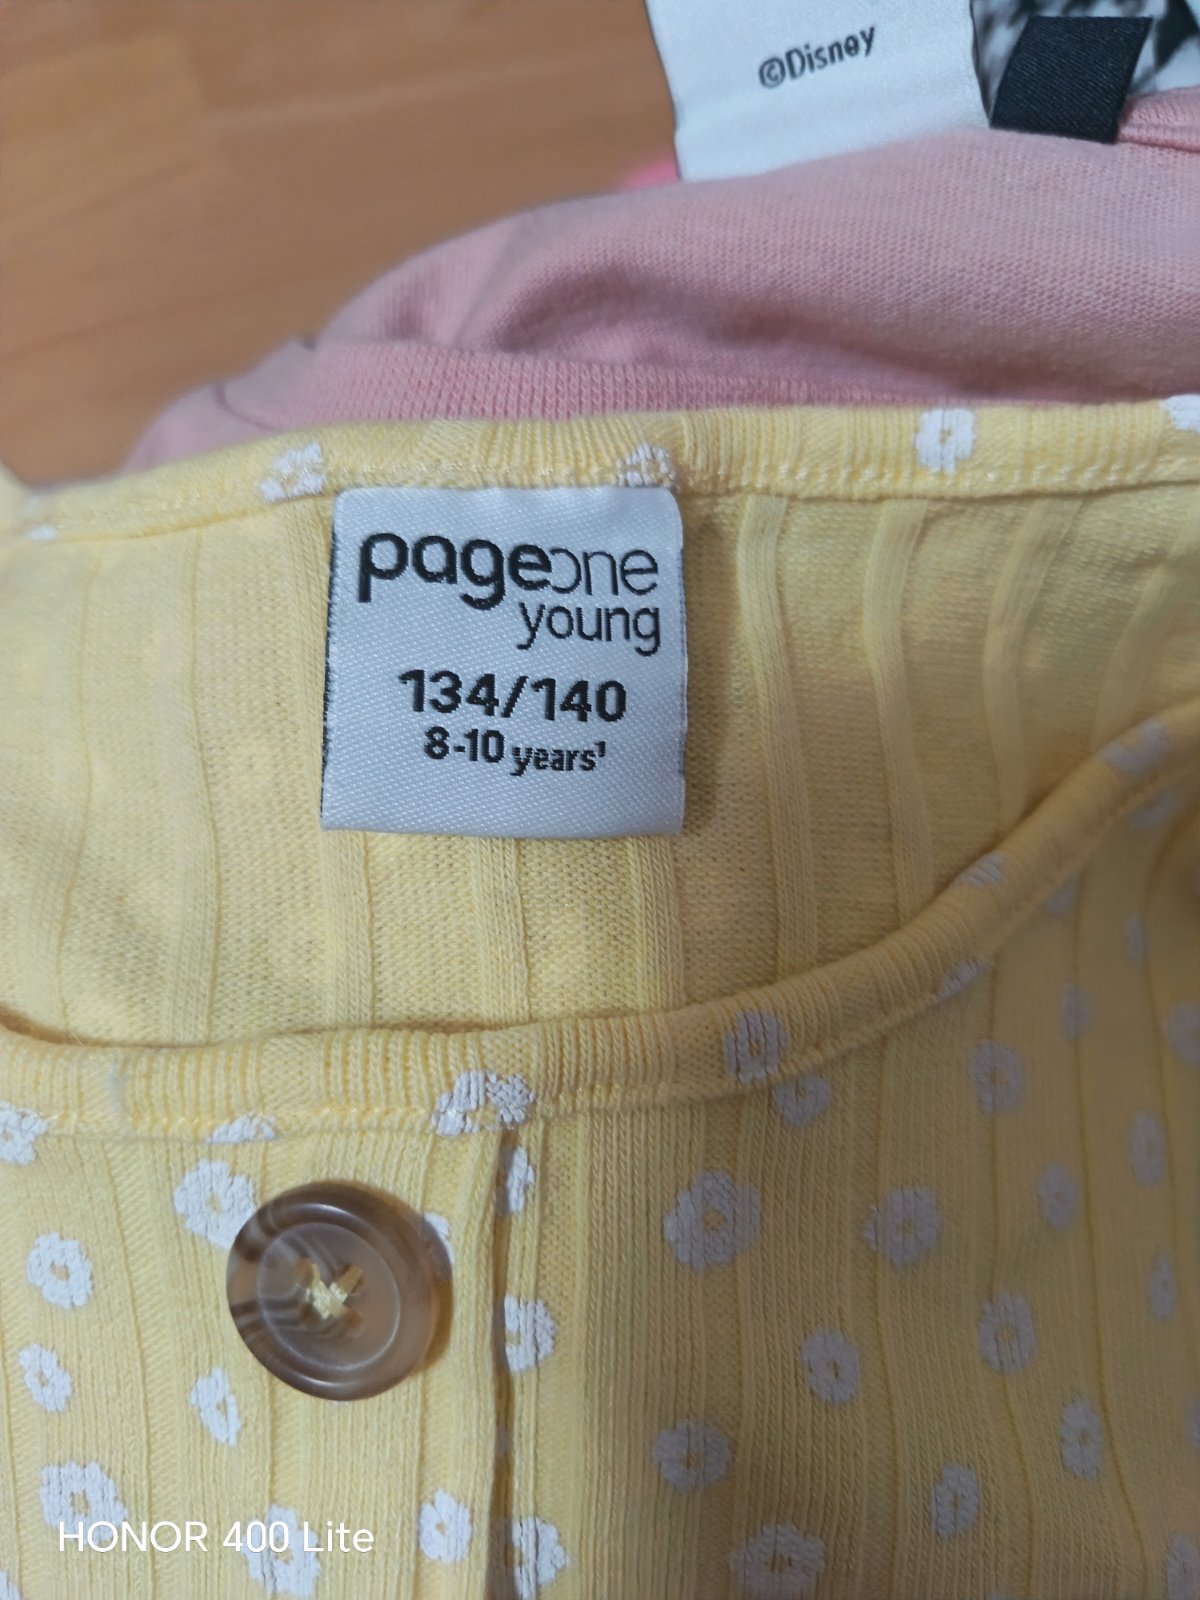 ©Disney
pageone
young
134/140
8-10 years¹
HONOR 400 Lite